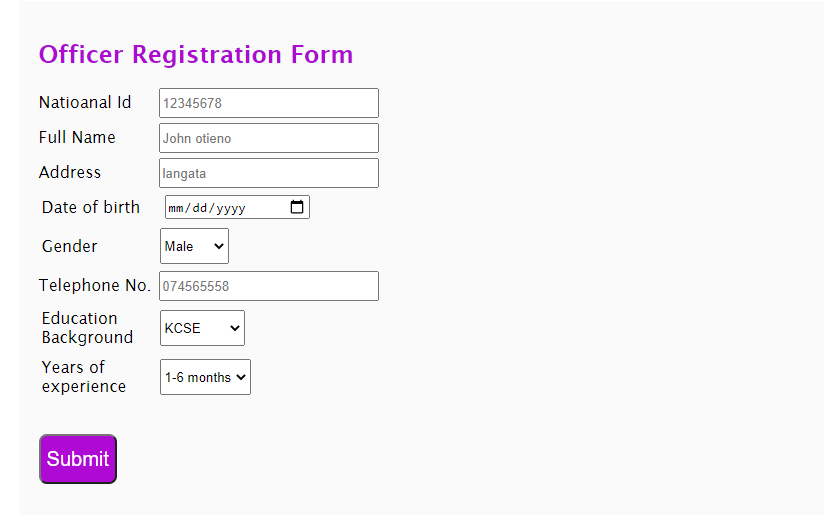 Officer Registration Form
Natioanal Id 12345678
Full Name John otieno
Address langata
Date of birth mm/dd/yyyy
Gender Male
Telephone No. 074565558
Education
Background KCSE
Years of
experience 1-6 months
Submit